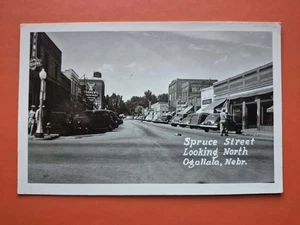 Spruce Street
Looking North
Ogallala, Nebr.